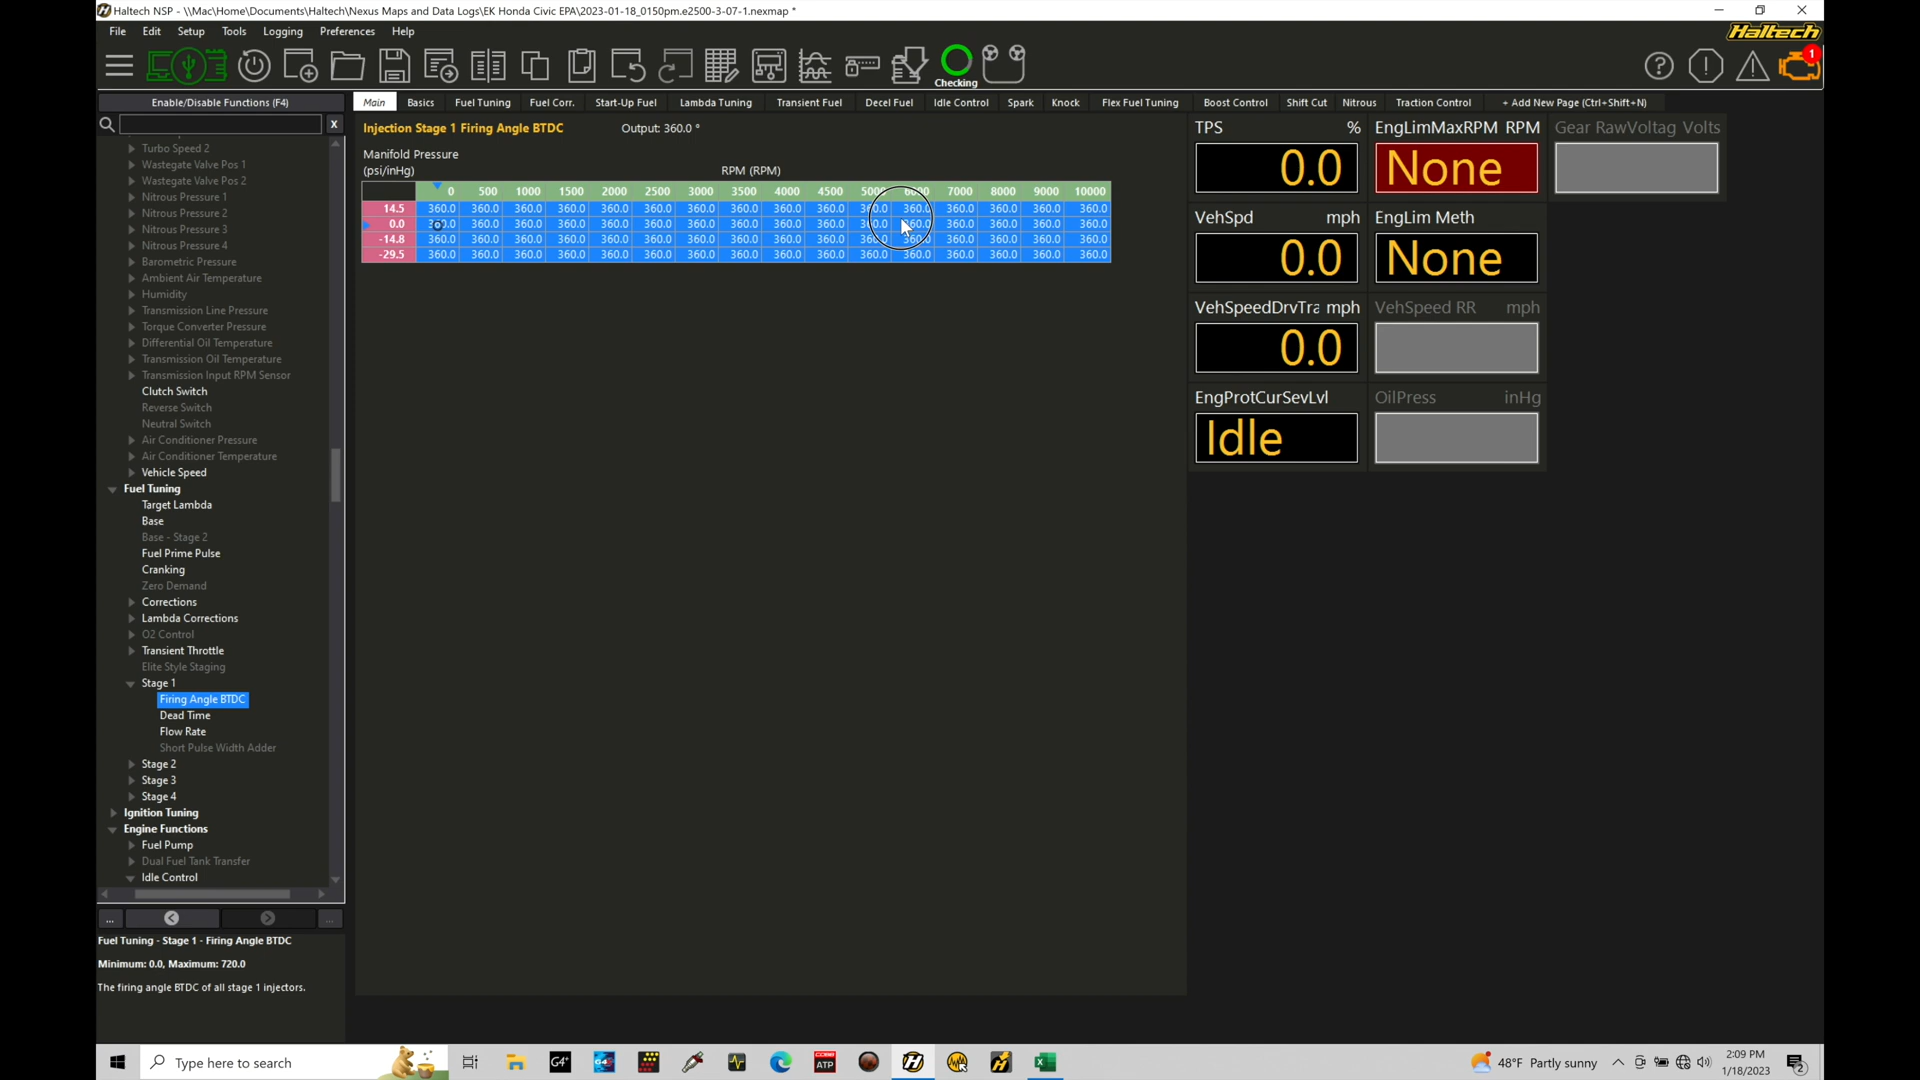 Haltech NSP - \\Mac\Home\Documents\Haltech\Nexus Maps and Data Logs\EK Honda Civic EPA\2023-01-18_0150pm.e2500-3-07-1.nexmap *
File Edit Setup Tools Logging Preferences Help
Haltech
Checking
1
Enable/Disable Functions (F4)
Main Basics Fuel Tuning Fuel Corr. Start-Up Fuel Lambda Tuning Transient Fuel Decel Fuel Idle Control Spark Knock Flex Fuel Tuning Boost Control Shift Cut Nitrous Traction Control + Add New Page (Ctrl+Shift+N)
x
Turbo Speed 2
Wastegate Valve Pos 1
Wastegate Valve Pos 2
Nitrous Pressure 1
Nitrous Pressure 2
Nitrous Pressure 3
Nitrous Pressure 4
Barometric Pressure
Ambient Air Temperature
Humidity
Transmission Line Pressure
Torque Converter Pressure
Differential Oil Temperature
Transmission Oil Temperature
Transmission Input RPM Sensor
Clutch Switch
Reverse Switch
Neutral Switch
Air Conditioner Pressure
Air Conditioner Temperature
Vehicle Speed
Fuel Tuning
Target Lambda
Base
Base - Stage 2
Fuel Prime Pulse
Cranking
Zero Demand
Corrections
Lambda Corrections
O2 Control
Transient Throttle
Elite Style Staging
Stage 1
Firing Angle BTDC
Dead Time
Flow Rate
Short Pulse Width Adder
Stage 2
Stage 3
Stage 4
Ignition Tuning
Engine Functions
Fuel Pump
Dual Fuel Tank Transfer
Idle Control
... ...
Fuel Tuning - Stage 1 - Firing Angle BTDC
Minimum: 0.0, Maximum: 720.0
The firing angle BTDC of all stage 1 injectors.
Injection Stage 1 Firing Angle BTDC Output: 360.0 °
Manifold Pressure
(psi/inHg) RPM (RPM)
0 500 1000 1500 2000 2500 3000 3500 4000 4500 5000 6000 7000 8000 9000 10000
14.5 360.0 360.0 360.0 360.0 360.0 360.0 360.0 360.0 360.0 360.0 360.0 360.0 360.0 360.0 360.0 360.0
0.0 360.0 360.0 360.0 360.0 360.0 360.0 360.0 360.0 360.0 360.0 360.0 360.0 360.0 360.0 360.0
-14.8 360.0 360.0 360.0 360.0 360.0 360.0 360.0 360.0 360.0 360.0 360.0 360.0 360.0 360.0 360.0 360.0
-29.5 360.0 360.0 360.0 360.0 360.0 360.0 360.0 360.0 360.0 360.0 360.0 360.0 360.0 360.0 360.0 360.0
TPS % EngLimMaxRPM RPM Gear RawVoltag Volts
0.0 None
VehSpd mph EngLim Meth
0.0 None
VehSpeedDrvTra mph VehSpeed RR mph
0.0
EngProtCurSevLvl OilPress inHg
Idle
Type here to search
G4+
COBB
ATP
48°F Partly sunny
2:09 PM
1/18/2023
2